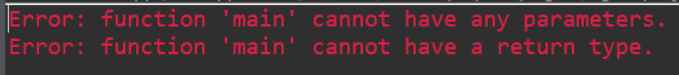 Error: function 'main' cannot have any parameters.
Error: function 'main' cannot have a return type.